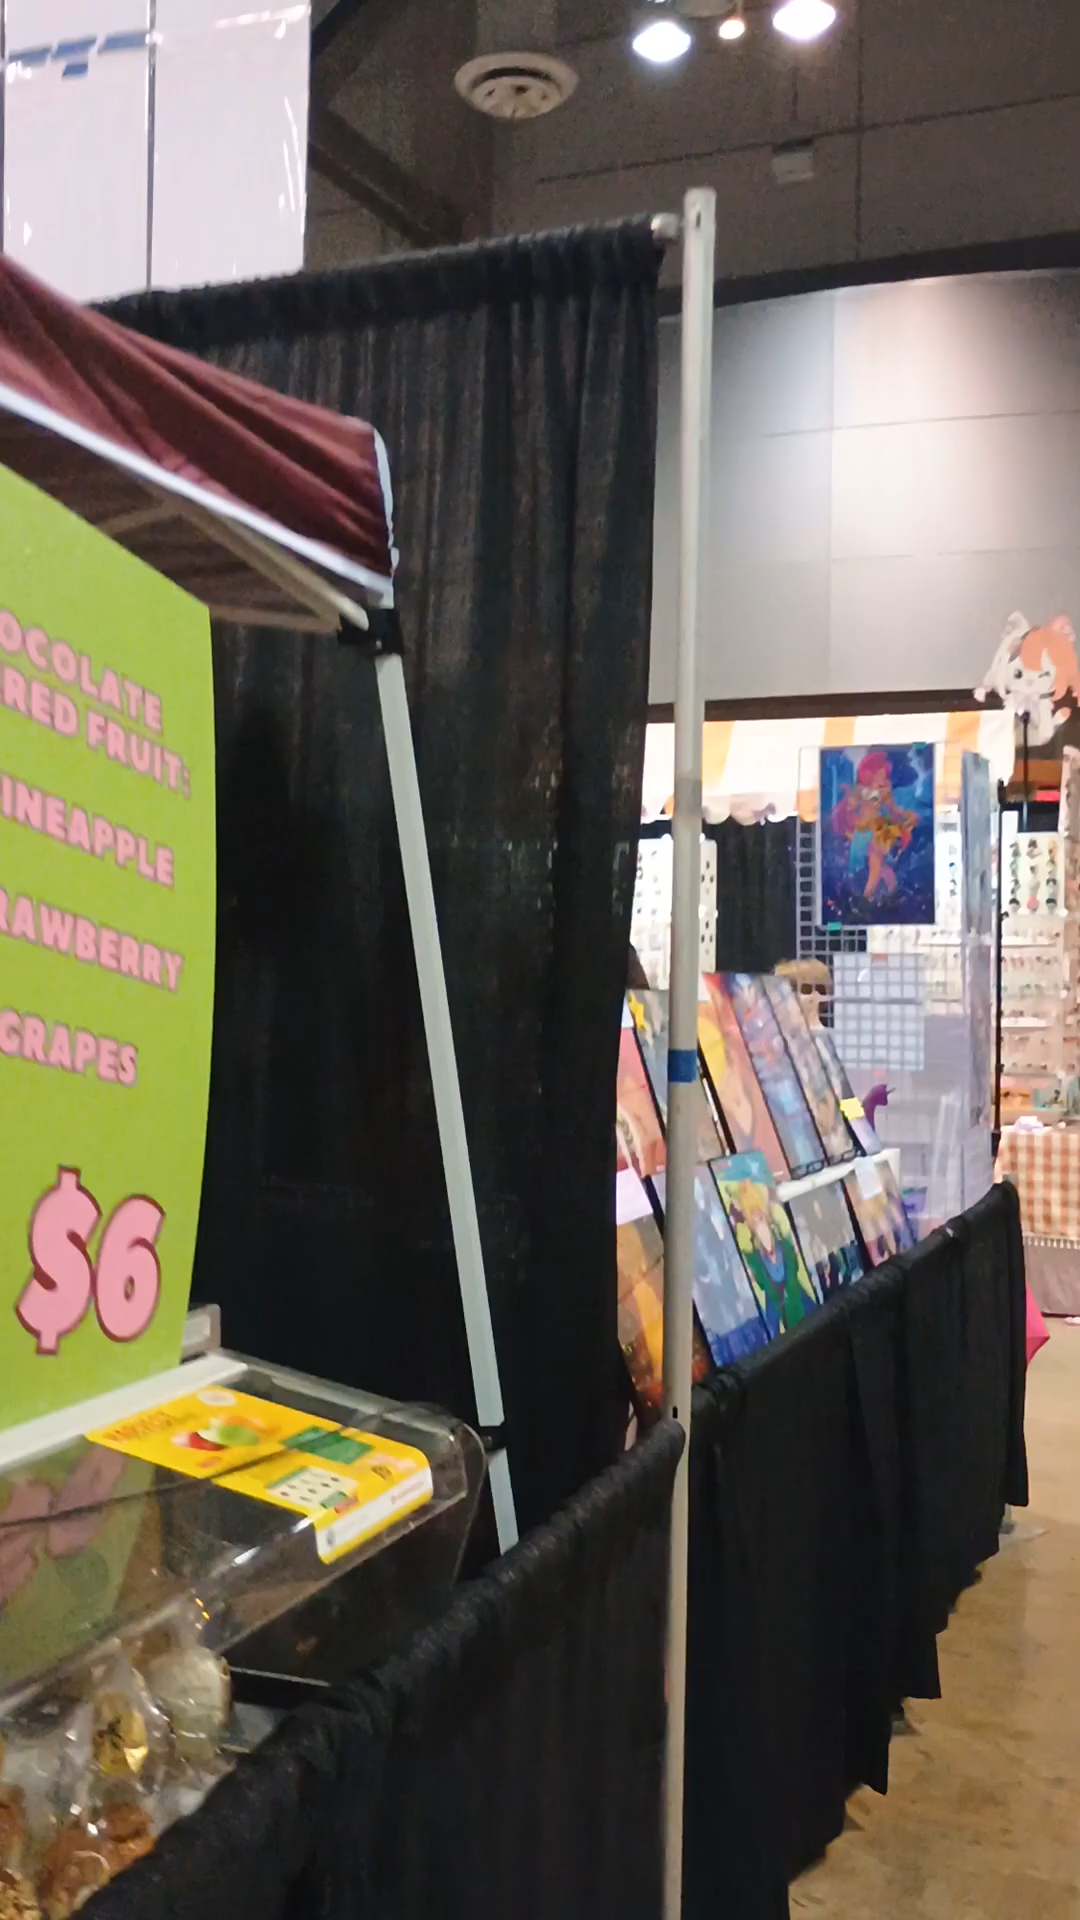 OCOLATE
RED FRUIT:
INEAPPLE
RAWBERRY
GRAPES
$6